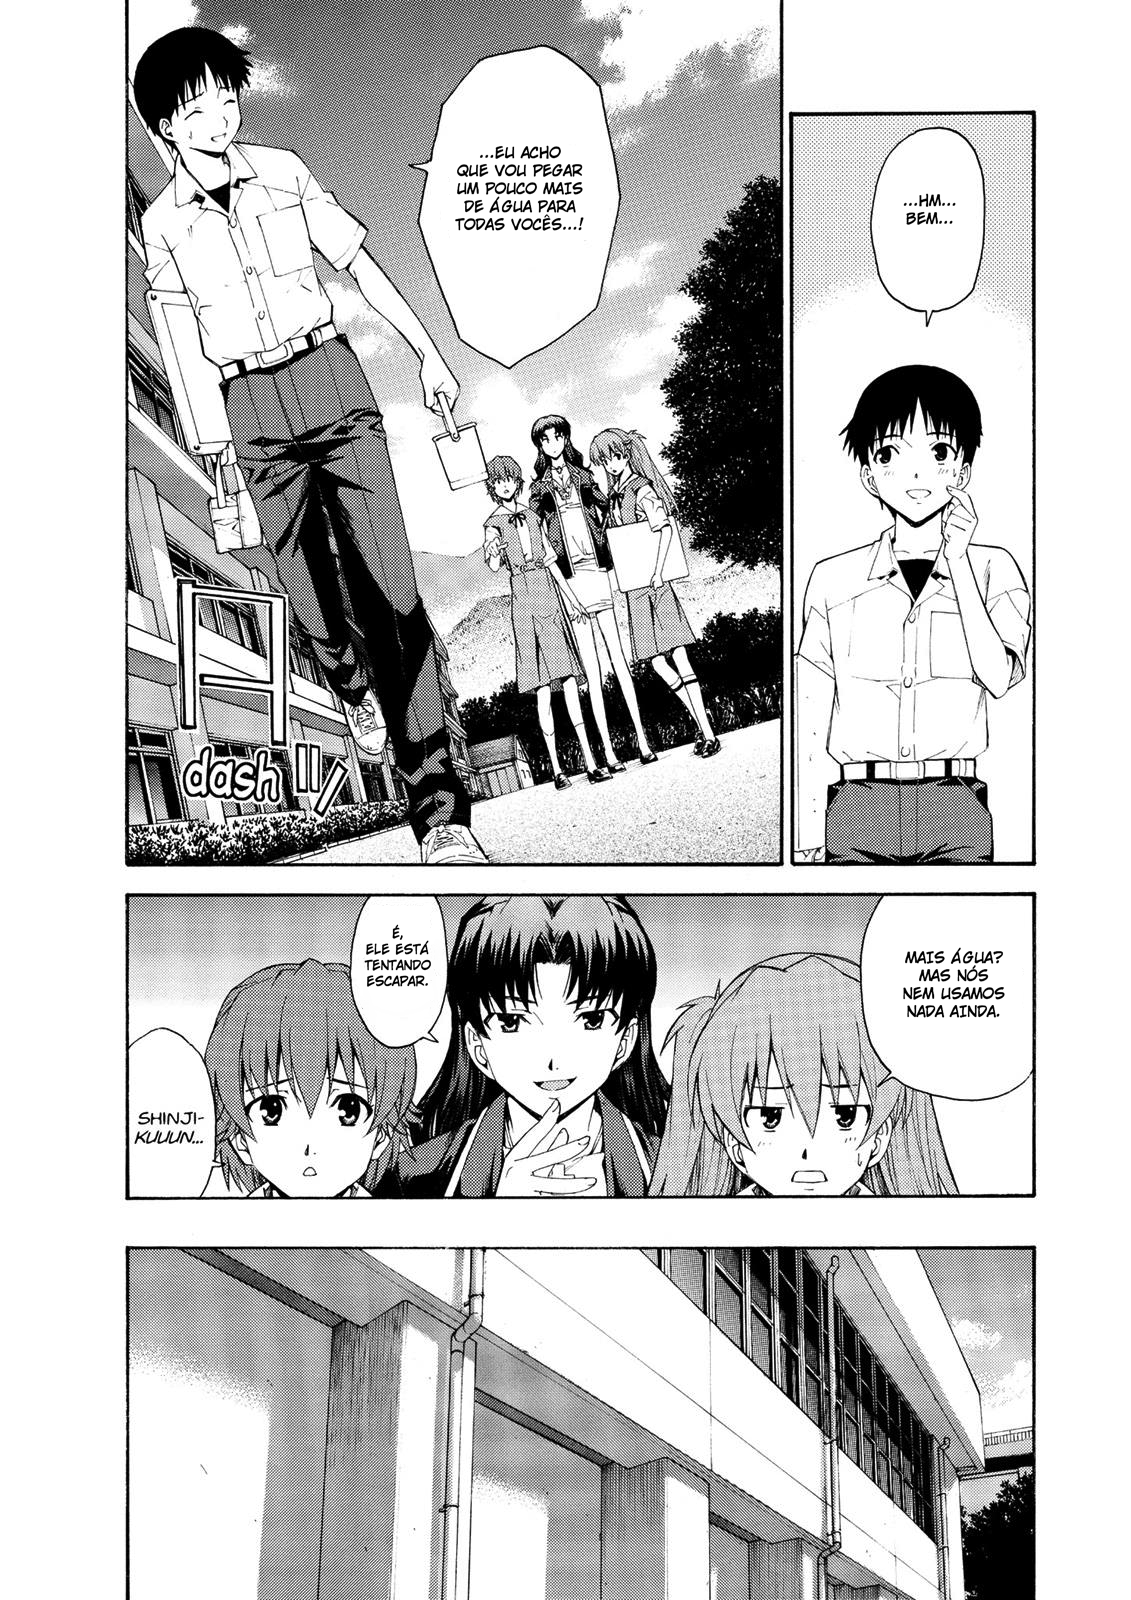 ...HM...
BEM...
...EU ACHO
QUE VOU PEGAR
UM POUCO MAIS
DE ÁGUA PARA
TODAS VOCÊS...!
dash
MAIS ÁGUA?
MAS NÓS
NEM USAMOS
NADA AINDA.
É,
ELE ESTÁ
TENTANDO
ESCAPAR.
SHINJI-
KUUUN...